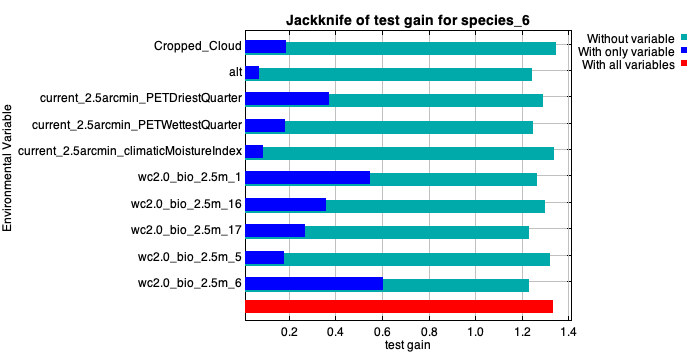 Jackknife of test gain for species_6
Without variable
With only variable
With all variables
Environmental Variable
Cropped_Cloud
alt
current_2.5arcmin_PETDriestQuarter
current_2.5arcmin_PETWettestQuarter
current_2.5arcmin_climaticMoistureIndex
wc2.0_bio_2.5m_1
wc2.0_bio_2.5m_16
wc2.0_bio_2.5m_17
wc2.0_bio_2.5m_5
wc2.0_bio_2.5m_6
0.2 0.4 0.6 0.8 1.0 1.2 1.4
test gain